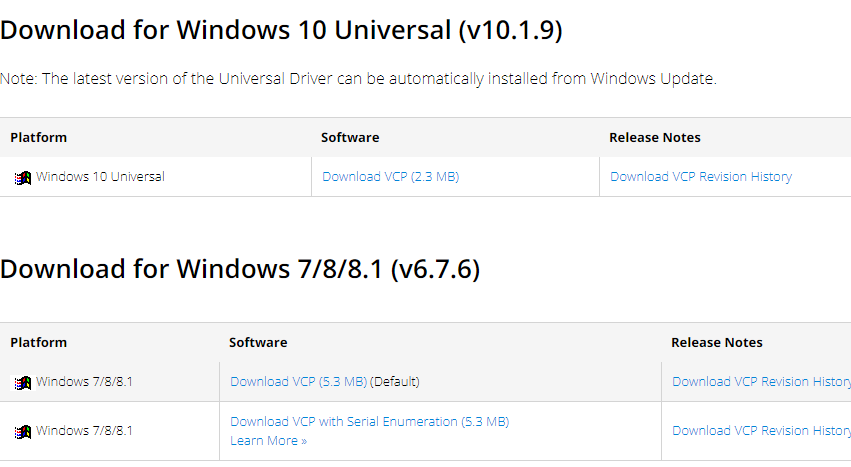 Download for Windows 10 Universal (v10.1.9)
Note: The latest version of the Universal Driver can be automatically installed from Windows Update.
Platform Software Release Notes
Windows 10 Universal Download VCP (2.3 MB) Download VCP Revision History
Download for Windows 7/8/8.1 (v6.7.6)
Platform Software Release Notes
Windows 7/8/8.1 Download VCP (5.3 MB) (Default) Download VCP Revision History
Windows 7/8/8.1 Download VCP with Serial Enumeration (5.3 MB) Download VCP Revision History
Learn More »